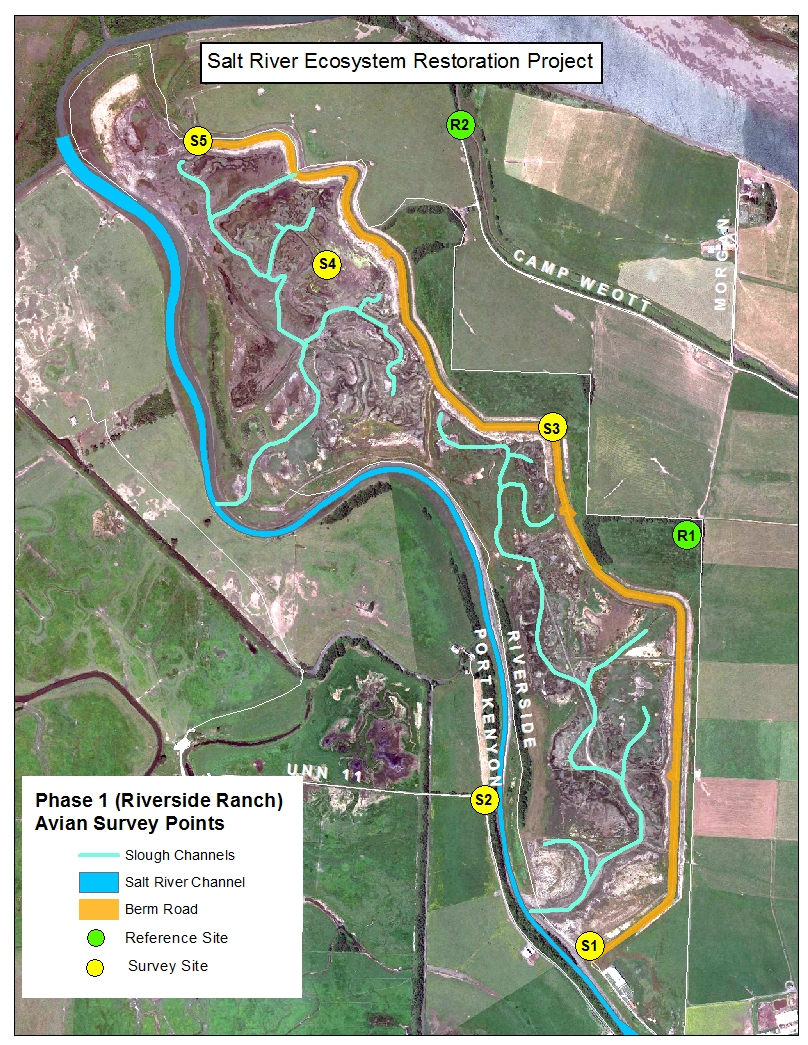 Salt River Ecosystem Restoration Project
R2
S5
CAMP WEOTT
MORGAN
S4
S3
R1
PORT KENYON
RIVERSIDE
UNN 11
S2
Phase 1 (Riverside Ranch)
Avian Survey Points
Slough Channels
Salt River Channel
Berm Road
Reference Site
Survey Site
S1